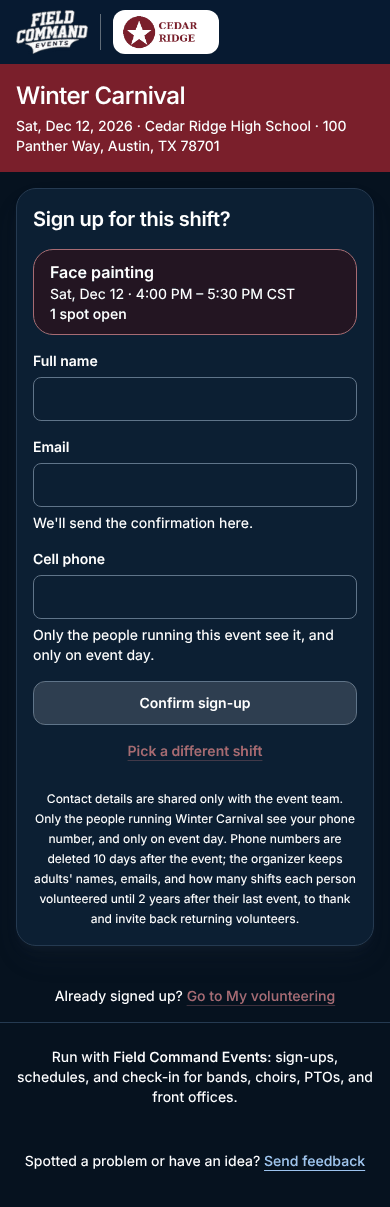 FIELD
COMMAND
EVENTS
CEDAR
RIDGE
Winter Carnival
Sat, Dec 12, 2026 · Cedar Ridge High School · 100
Panther Way, Austin, TX 78701
Sign up for this shift?
Face painting
Sat, Dec 12 · 4:00 PM – 5:30 PM CST
1 spot open
Full name
Email
We'll send the confirmation here.
Cell phone
Only the people running this event see it, and
only on event day.
Confirm sign-up
Pick a different shift
Contact details are shared only with the event team.
Only the people running Winter Carnival see your phone
number, and only on event day. Phone numbers are
deleted 10 days after the event; the organizer keeps
adults' names, emails, and how many shifts each person
volunteered until 2 years after their last event, to thank
and invite back returning volunteers.
Already signed up? Go to My volunteering
Run with Field Command Events: sign-ups,
schedules, and check-in for bands, choirs, PTOs, and
front offices.
Spotted a problem or have an idea? Send feedback